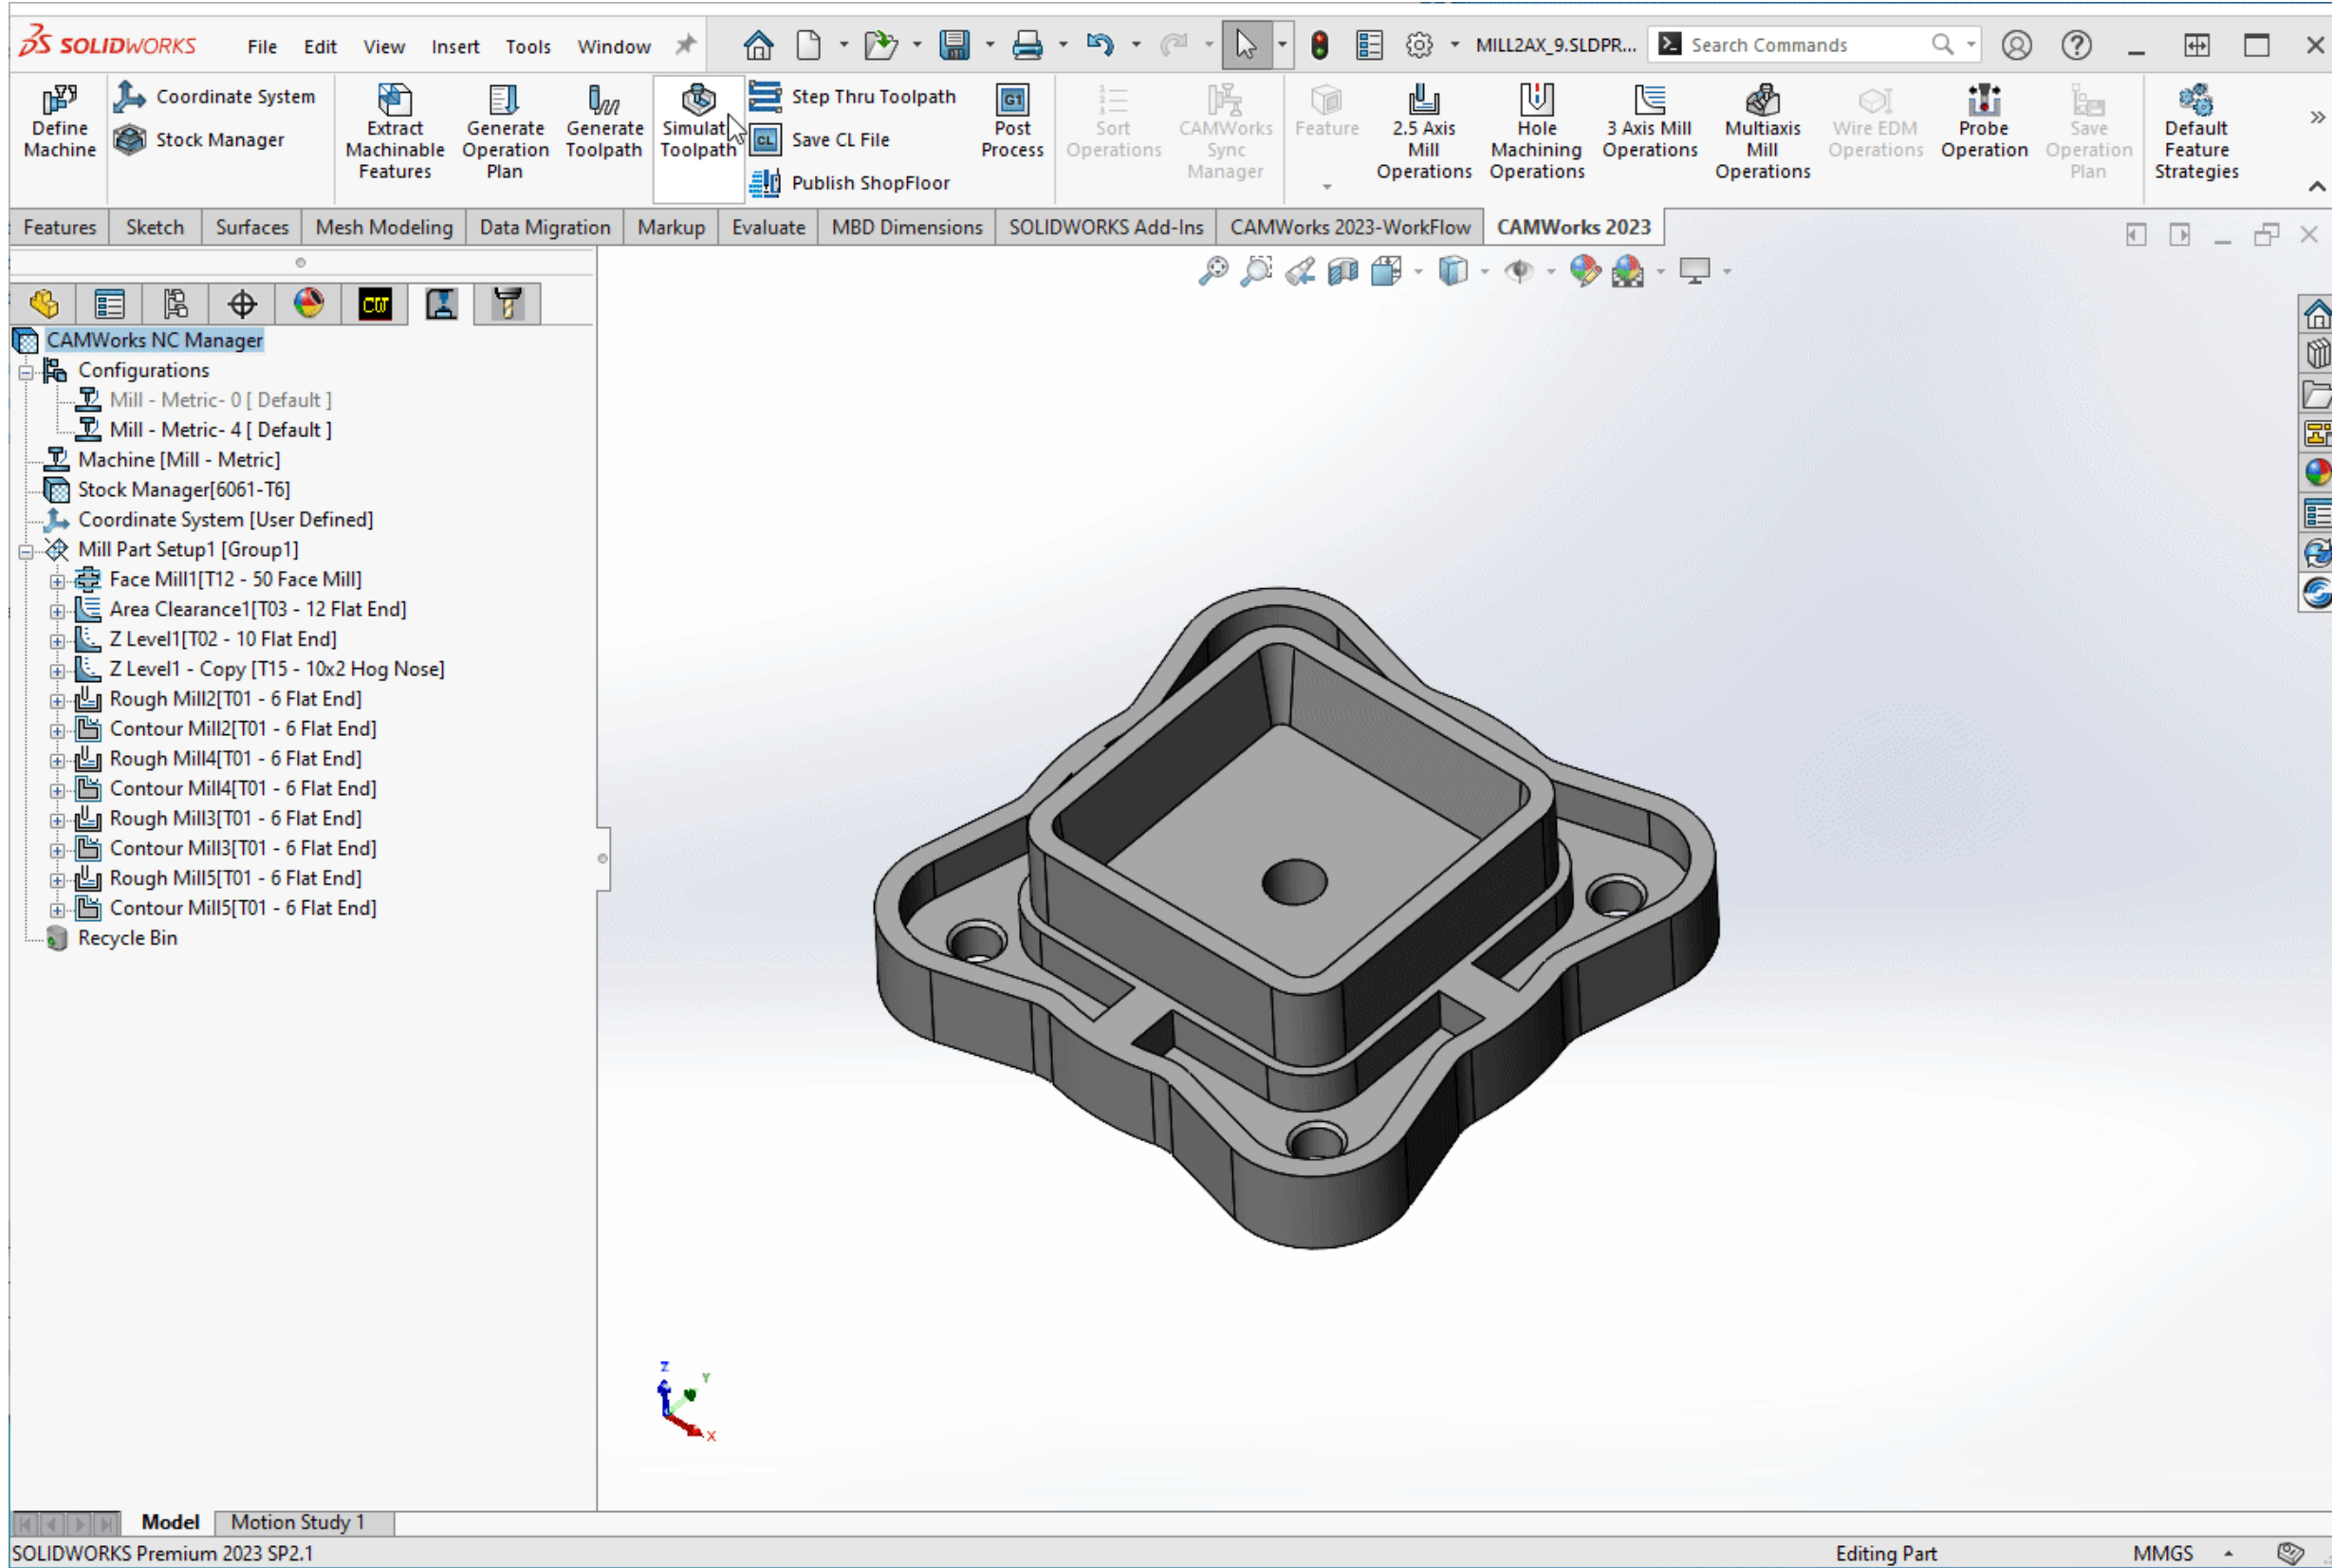 SOLIDWORKS File Edit View Insert Tools Window MILL2AX_9.SLDPR... Search Commands
Define Machine
Coordinate System
Stock Manager
Extract Machinable Features
Generate Operation Plan
Generate Toolpath
Simulat Toolpath
Step Thru Toolpath
CL Save CL File
Publish ShopFloor
G1 Post Process
Sort Operations
CAMWorks Sync Manager
Feature
2.5 Axis Mill Operations
Hole Machining Operations
3 Axis Mill Operations
Multiaxis Mill Operations
Wire EDM Operations
Probe Operation
Save Operation Plan
Default Feature Strategies
Features Sketch Surfaces Mesh Modeling Data Migration Markup Evaluate MBD Dimensions SOLIDWORKS Add-Ins CAMWorks 2023-WorkFlow CAMWorks 2023
CAMWorks NC Manager
Configurations
Mill - Metric- 0 [ Default ]
Mill - Metric- 4 [ Default ]
Machine [Mill - Metric]
Stock Manager[6061-T6]
Coordinate System [User Defined]
Mill Part Setup1 [Group1]
Face Mill1[T12 - 50 Face Mill]
Area Clearance1[T03 - 12 Flat End]
Z Level1[T02 - 10 Flat End]
Z Level1 - Copy [T15 - 10x2 Hog Nose]
Rough Mill2[T01 - 6 Flat End]
Contour Mill2[T01 - 6 Flat End]
Rough Mill4[T01 - 6 Flat End]
Contour Mill4[T01 - 6 Flat End]
Rough Mill3[T01 - 6 Flat End]
Contour Mill3[T01 - 6 Flat End]
Rough Mill5[T01 - 6 Flat End]
Contour Mill5[T01 - 6 Flat End]
Recycle Bin
Z
Y
X
Model Motion Study 1
SOLIDWORKS Premium 2023 SP2.1 Editing Part MMGS